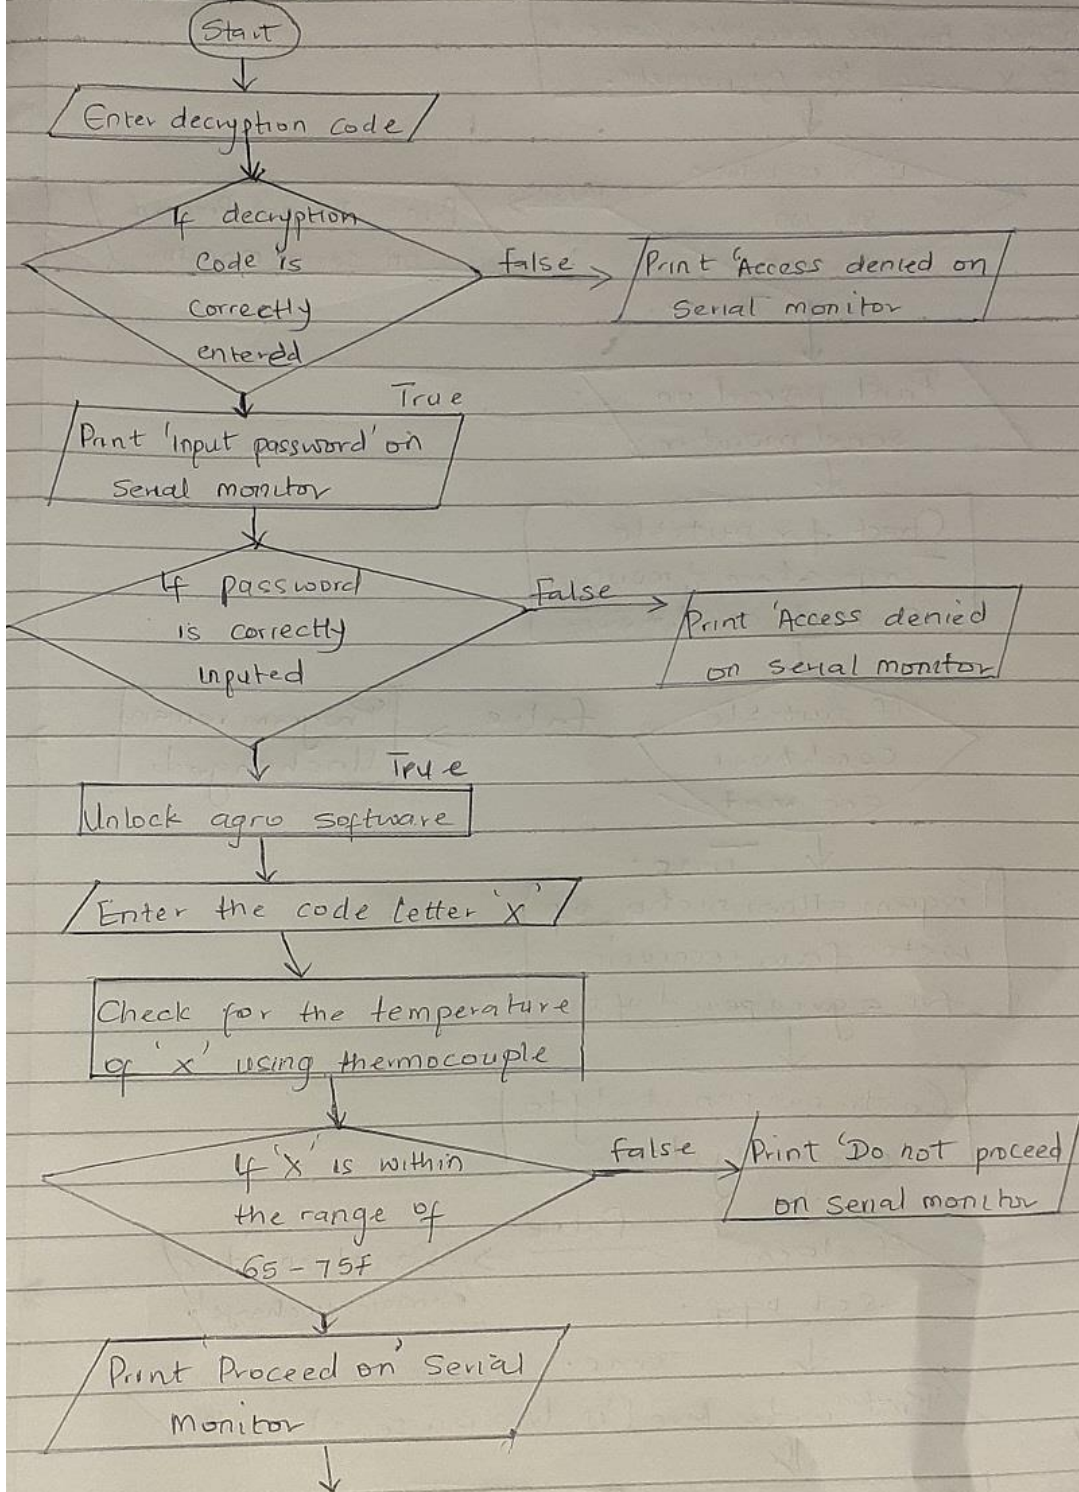 Start
Enter decryption code
If decryption
Code is
Correctly
entered
false
Print 'Access denied on
Serial monitor
True
Print 'Input password' on
Serial monitor
If password
is correctly
inputed
False
Print 'Access denied
on serial monitor
True
Unlock agro software
Enter the code letter 'x'
Check for the temperature
of 'x' using thermocouple
If 'x' is within
the range of
65-75F
false
Print 'Do not proceed
on serial monitor
Print 'Proceed on' Serial
Monitor